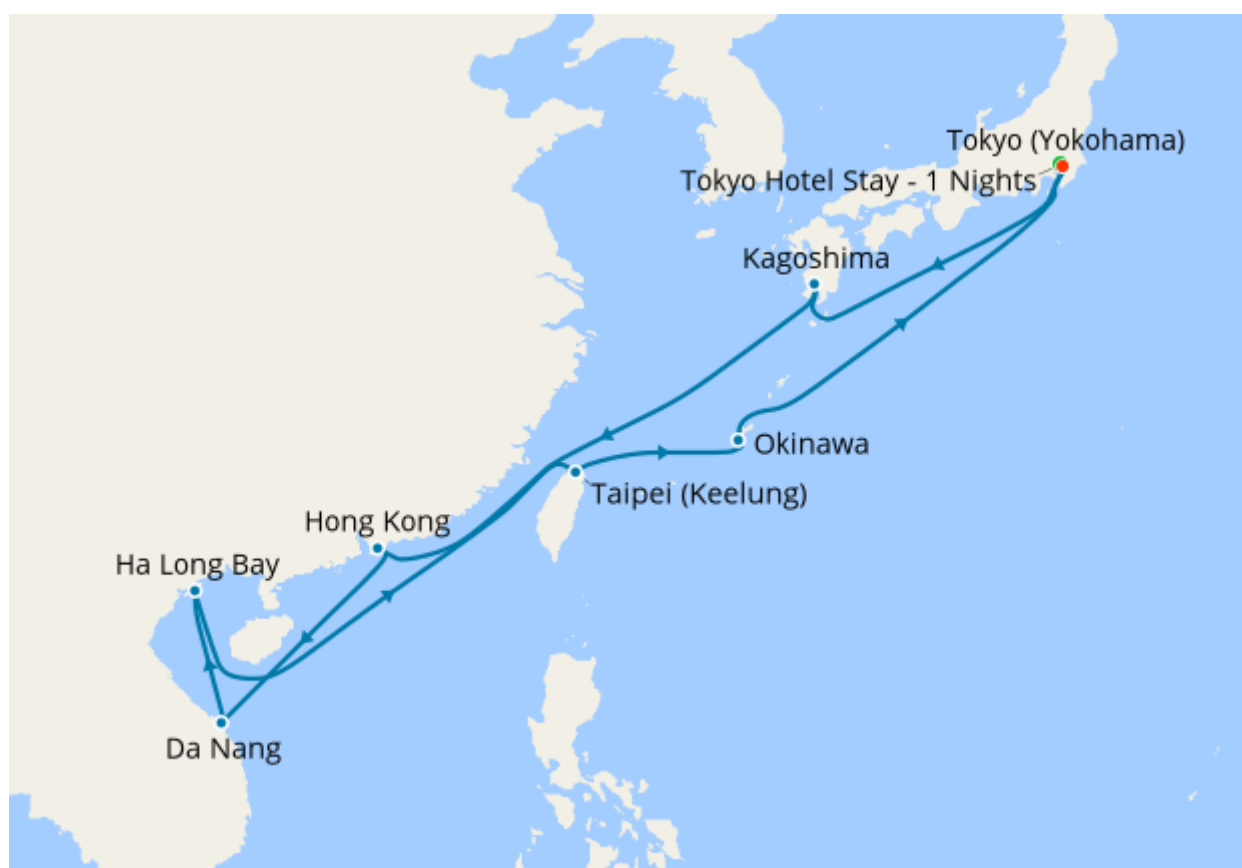 Tokyo (Yokohama)
Tokyo Hotel Stay - 1 Nights
Kagoshima
Okinawa
Taipei (Keelung)
Hong Kong
Ha Long Bay
Da Nang